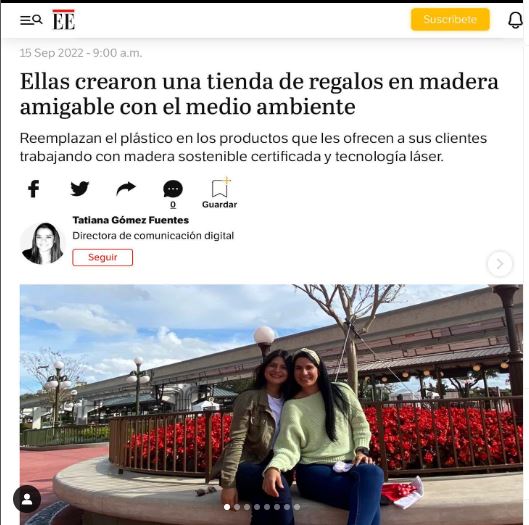 EE
Suscríbete
15 Sep 2022 - 9:00 a.m.
Ellas crearon una tienda de regalos en madera
amigable con el medio ambiente
Reemplazan el plástico en los productos que les ofrecen a sus clientes
trabajando con madera sostenible certificada y tecnología láser.
0
Guardar
Tatiana Gómez Fuentes
Directora de comunicación digital
Seguir